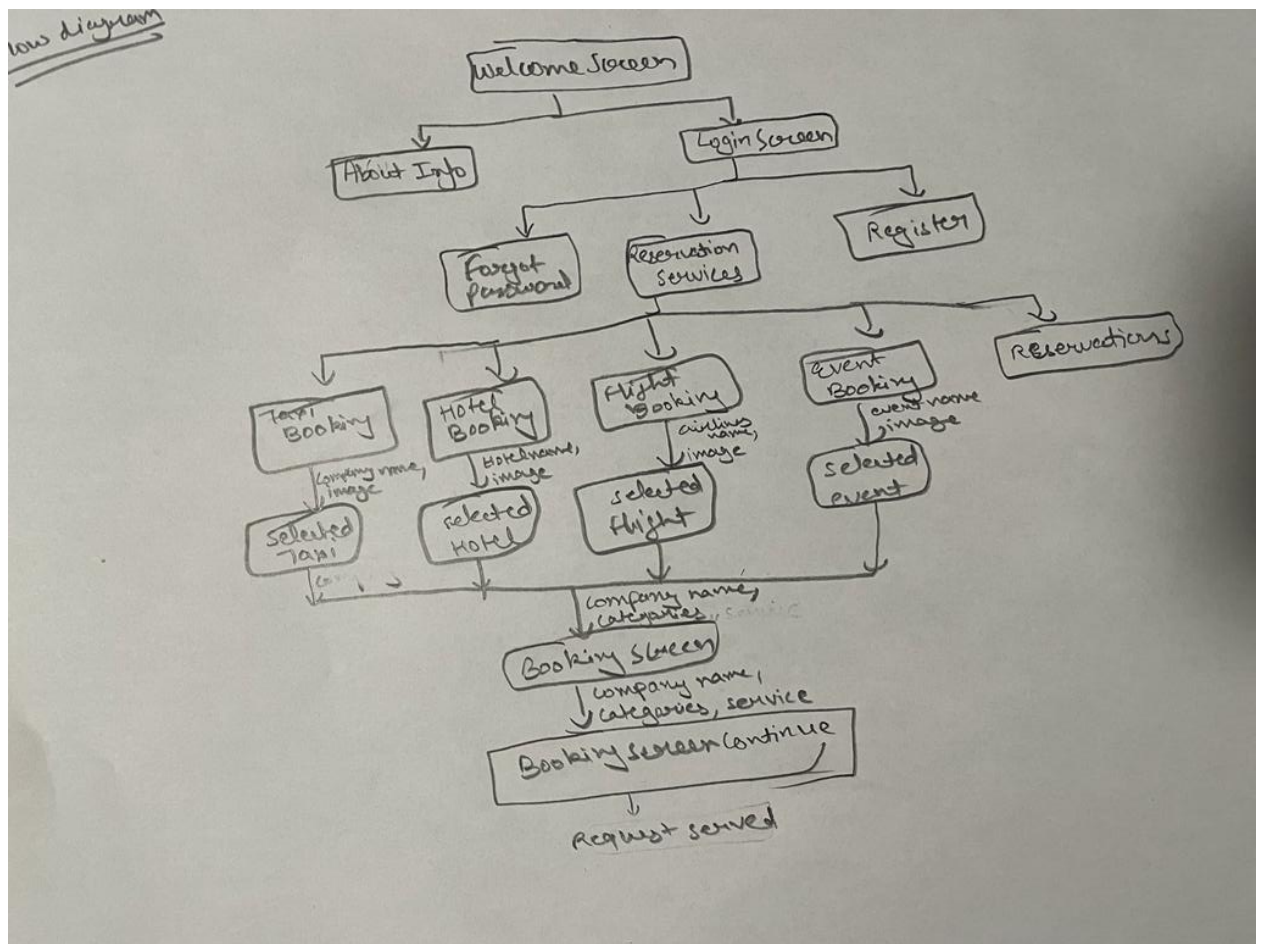 low diagram
Welcome Screen
About Info
Login Screen
Forgot
password
Reservation
Services
Register
Taxi
Booking
Hotel
Booking
Flight
Booking
Event
Booking
Reservations
company name,
image
Hotel name,
image
airlines
name,
image
event name
, image
Selected
Taxi
Selected
Hotel
Selected
flight
Selected
event
company name,
categories, service
Booking screen
company name,
categories, service
Booking screen continue
Request served